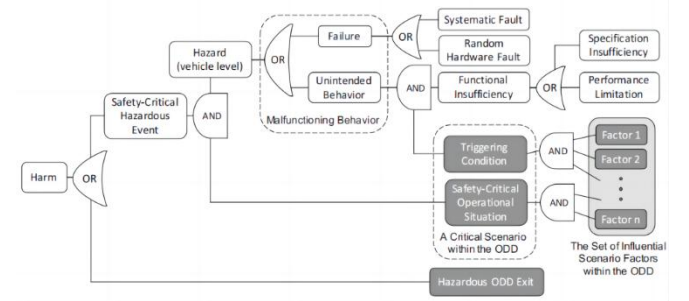 Systematic Fault
Failure
OR
Random
Hardware Fault
Specification
Insufficiency
Hazard
(vehicle level)
OR
Unintended
Behavior
AND
Functional
Insufficiency
OR
Performance
Limitation
Malfunctioning Behavior
Safety-Critical
Hazardous
Event
AND
Triggering
Condition
AND
Factor 1
Factor 2
Harm
OR
Safety-Critical
Operational
Situation
AND
Factor n
A Critical Scenario
within the ODD
The Set of Influential
Scenario Factors
within the ODD
Hazardous ODD Exit